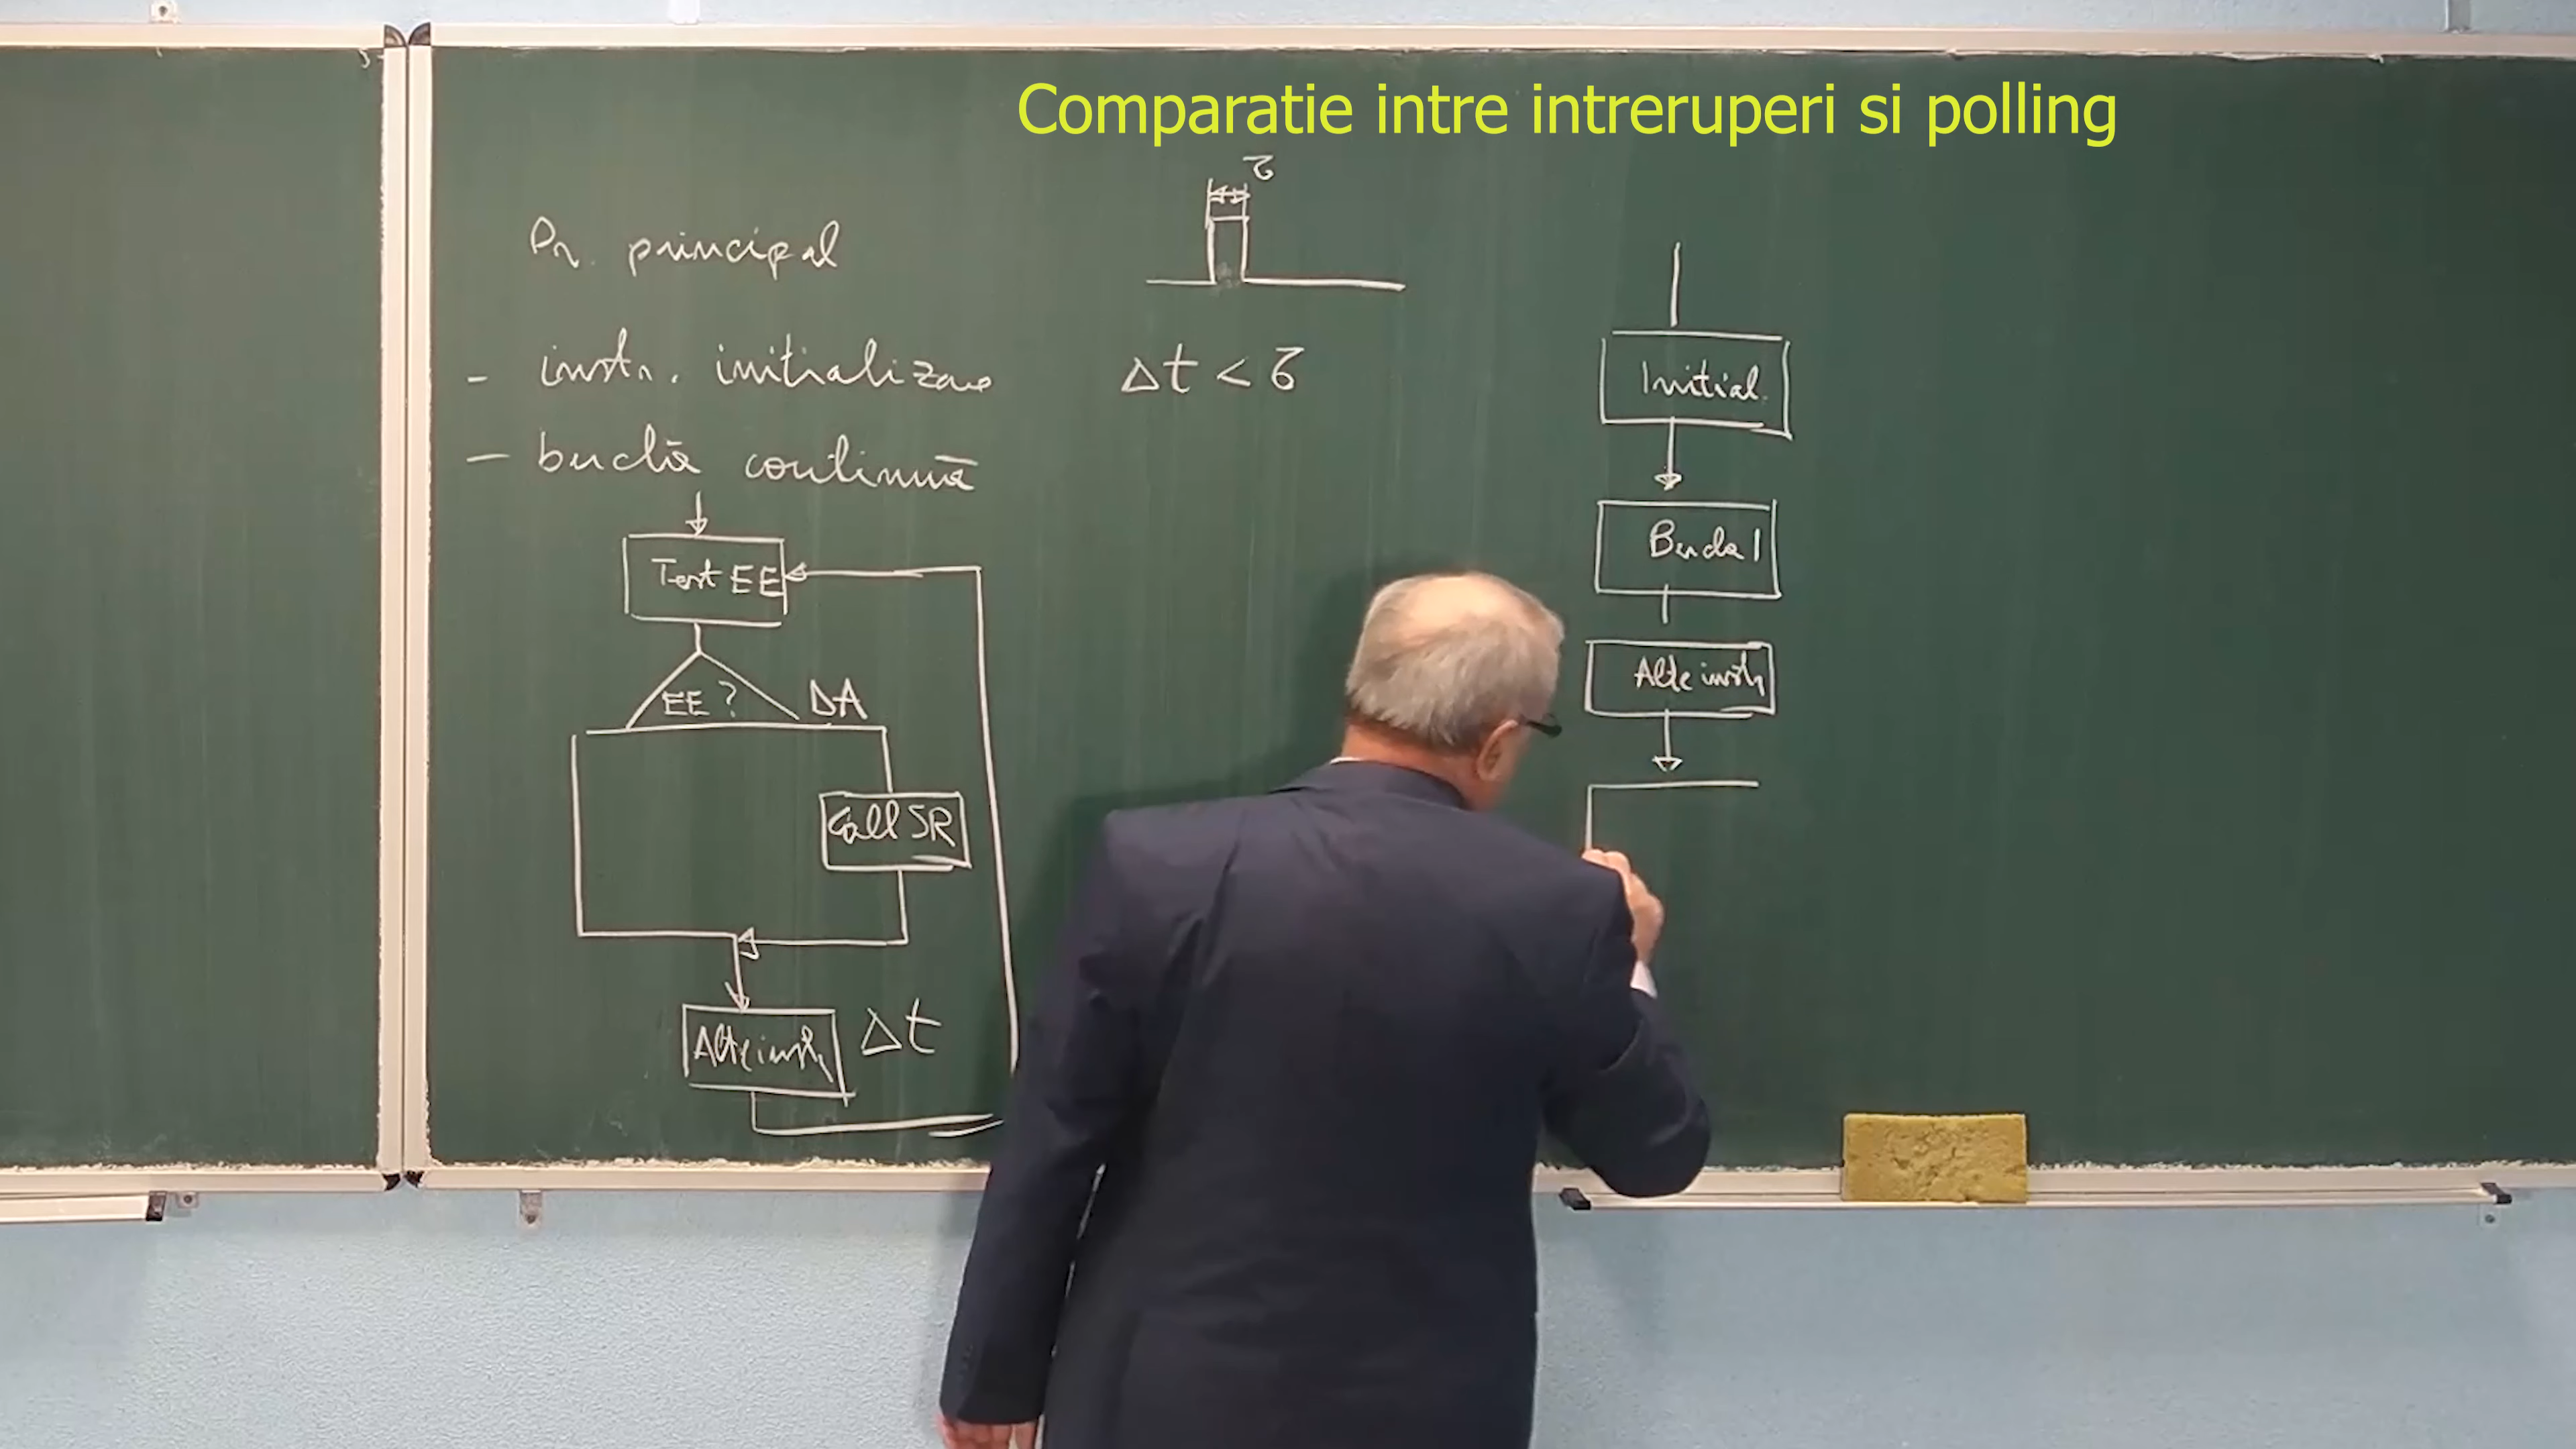 Comparatie intre intreruperi si polling
Pr. principal
- instr. initializare
- buclă continuă
Test EE
EE ?
DA
Call SR
Alte instr
Δt
τ
Δt < τ
Initial.
Bucla 1
Alte instr